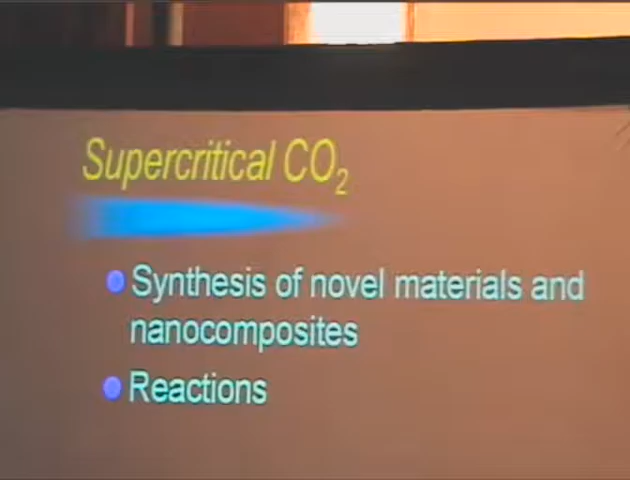 Supercritical CO₂
Synthesis of novel materials and
nanocomposites
Reactions